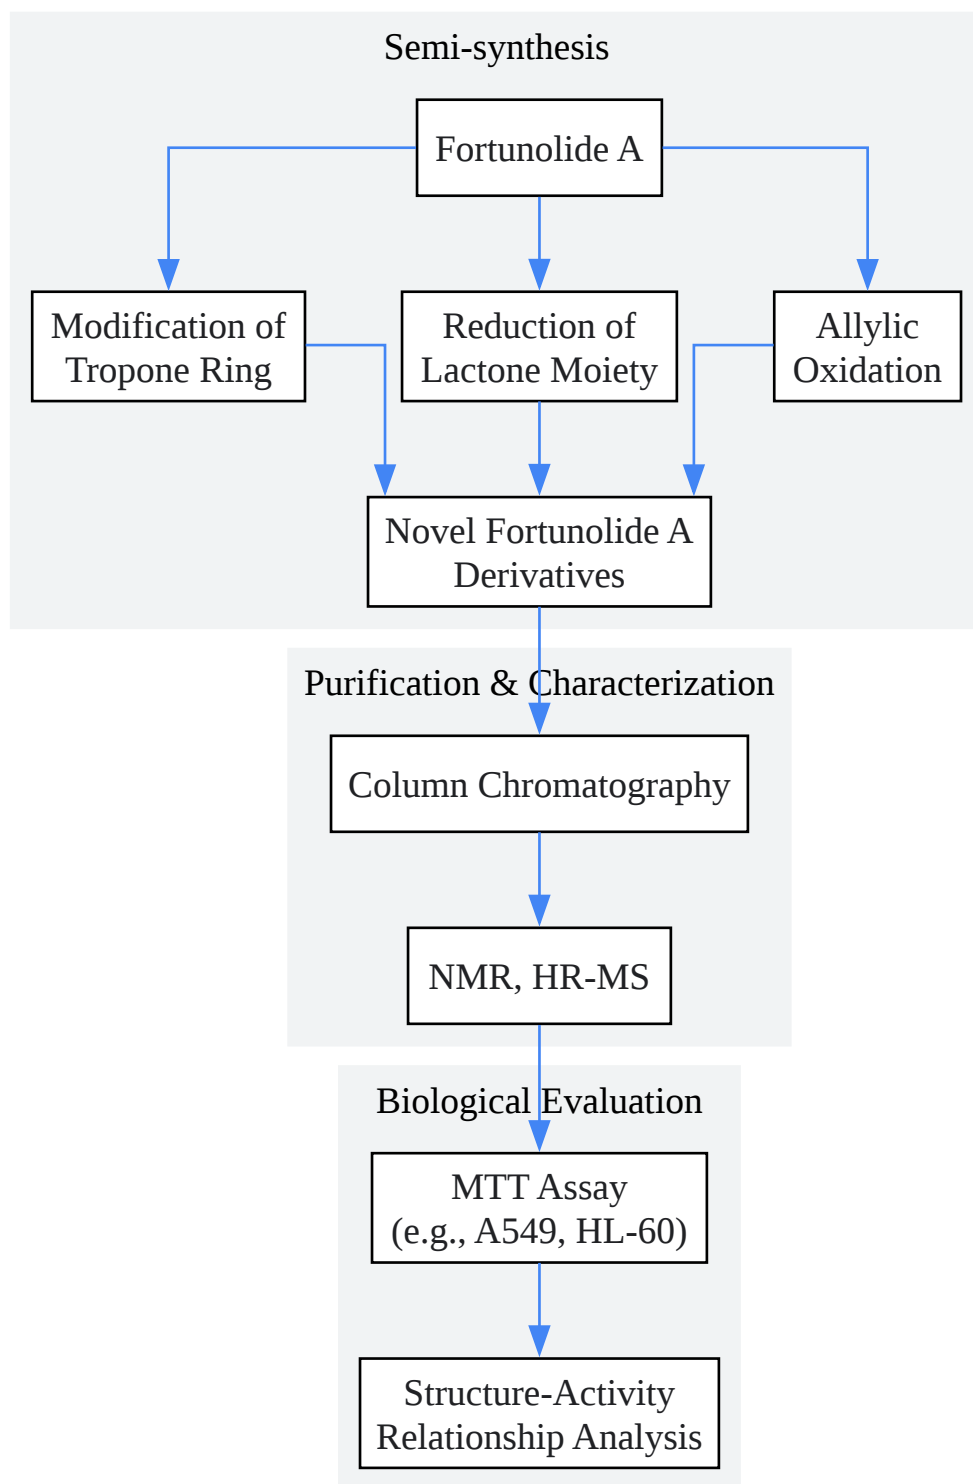 Semi-synthesis
Fortunolide A
Modification of
Tropone Ring
Reduction of
Lactone Moiety
Allylic
Oxidation
Novel Fortunolide A
Derivatives
Purification & Characterization
Column Chromatography
NMR, HR-MS
Biological Evaluation
MTT Assay
(e.g., A549, HL-60)
Structure-Activity
Relationship Analysis